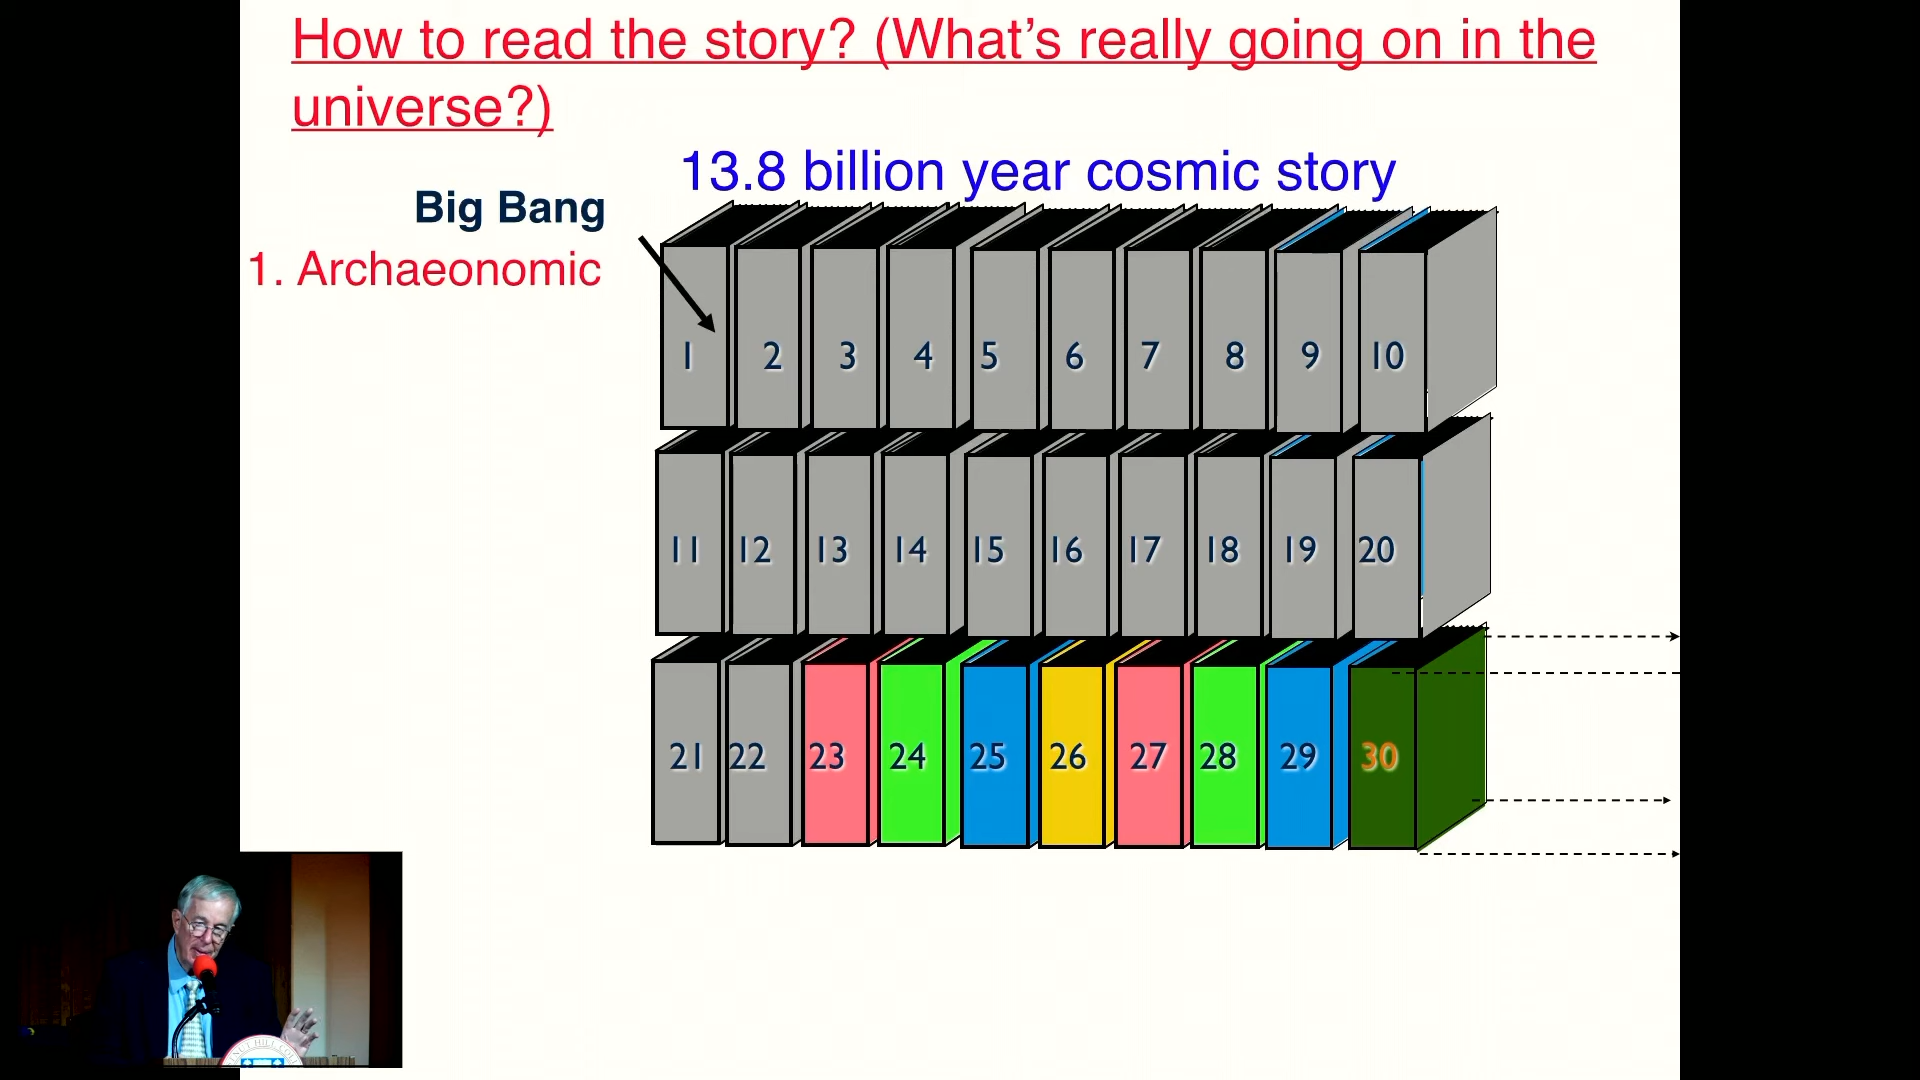 How to read the story? (What's really going on in the
universe?)
13.8 billion year cosmic story
Big Bang
1. Archaeonomic
1 2 3 4 5 6 7 8 9 10
11 12 13 14 15 16 17 18 19 20
21 22 23 24 25 26 27 28 29 30